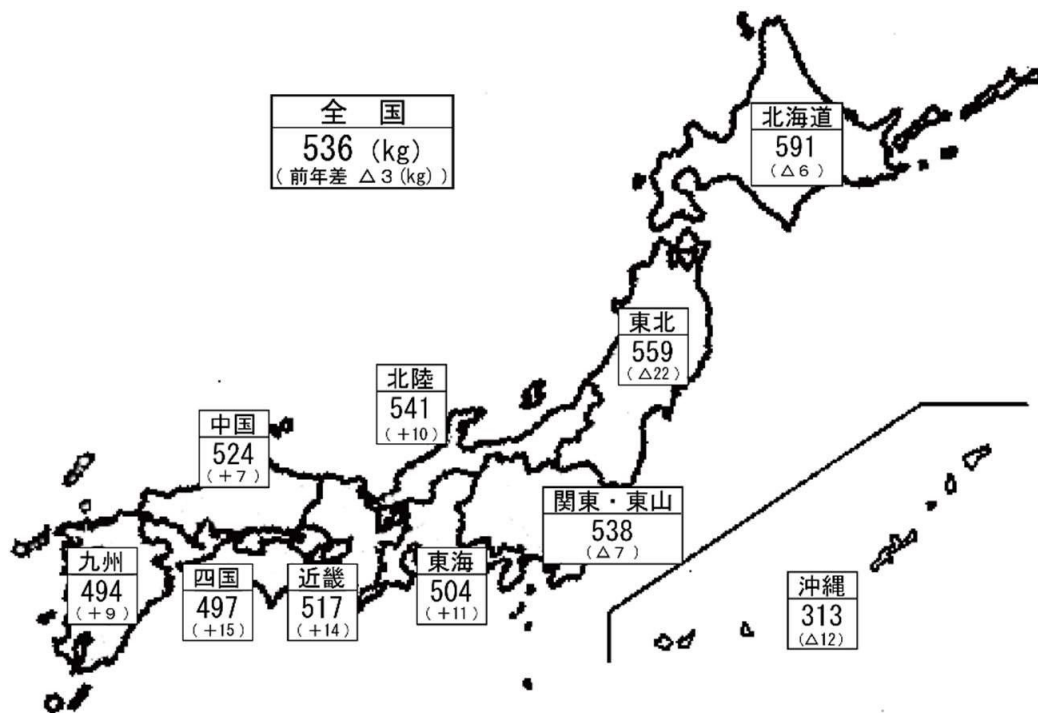 全　国
536 (kg)
( 前年差 △3(kg) )
北海道
591
(△6)
東北
559
(△22)
北陸
541
(+10)
中国
524
(+7)
関東・東山
538
(△7)
九州
494
(+9)
四国
497
(+15)
近畿
517
(+14)
東海
504
(+11)
沖縄
313
(△12)